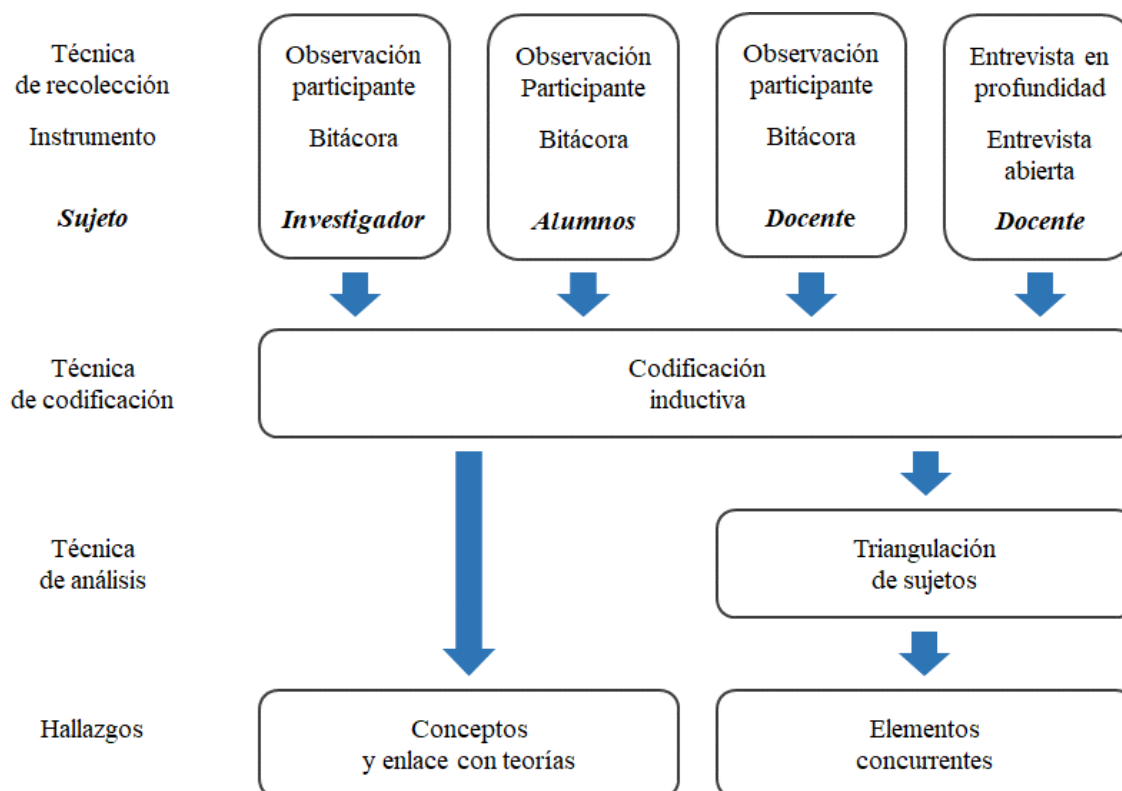 Técnica
de recolección
Observación
participante
Observación
Participante
Observación
participante
Entrevista en
profundidad
Instrumento
Bitácora
Bitácora
Bitácora
Entrevista
abierta
Sujeto
Investigador
Alumnos
Docente
Docente
Técnica
de codificación
Codificación
inductiva
Técnica
de análisis
Triangulación
de sujetos
Hallazgos
Conceptos
y enlace con teorías
Elementos
concurrentes